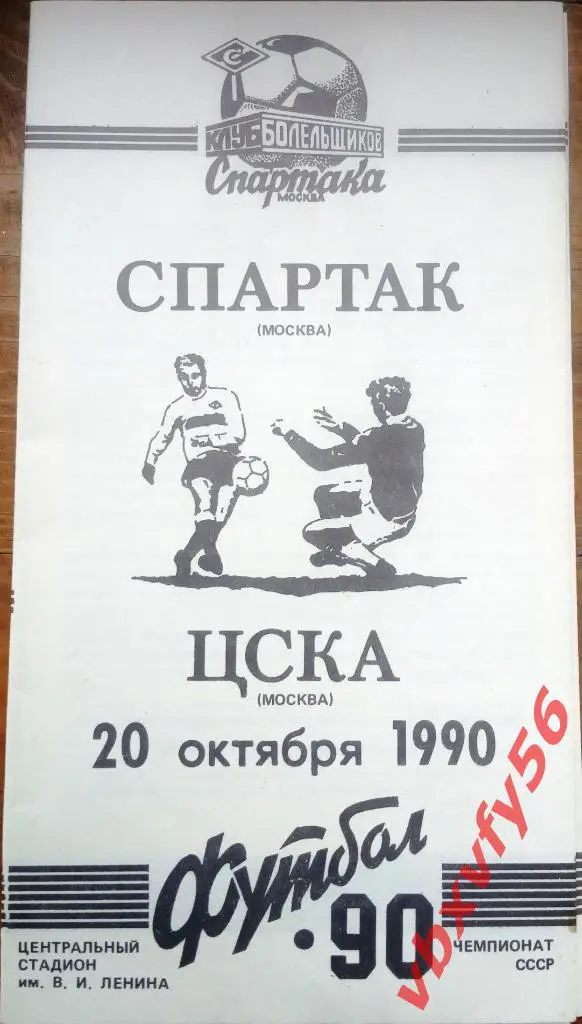 С
КЛУБ БОЛЕЛЬЩИКОВ
Спартака
МОСКВА
СПАРТАК
(МОСКВА)
ЦСКА
(МОСКВА)
20 октября 1990
Футбол
•90
ЦЕНТРАЛЬНЫЙ
СТАДИОН
им. В. И. ЛЕНИНА
ЧЕМПИОНАТ
СССР
vbxvfy56